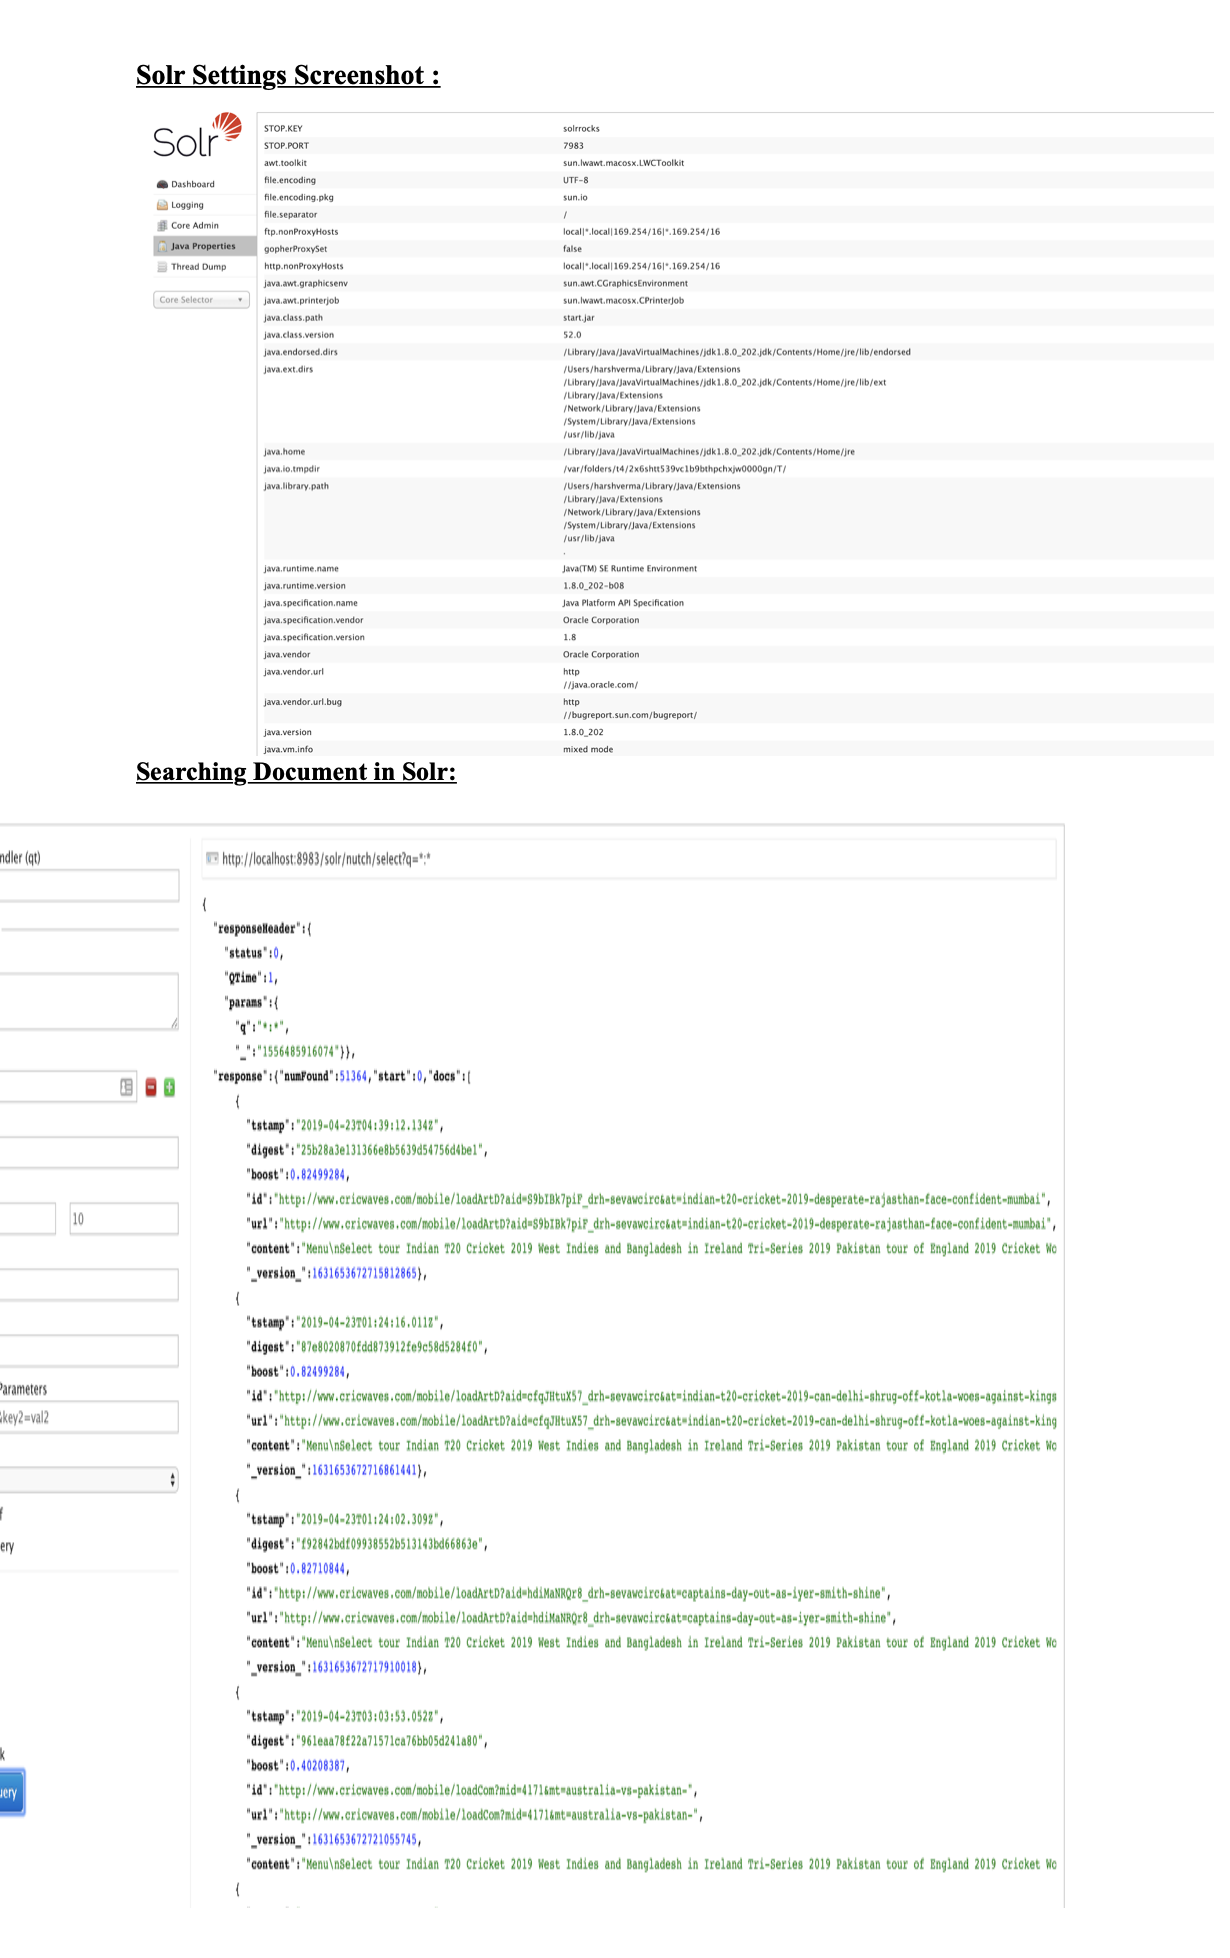 Solr Settings Screenshot :
Solr
Dashboard
Logging
Core Admin
Java Properties
Thread Dump
Core Selector
STOP.KEY solrrocks
STOP.PORT 7983
awt.toolkit sun.lwawt.macosx.LWCToolkit
file.encoding UTF-8
file.encoding.pkg sun.io
file.separator /
ftp.nonProxyHosts local|*.local|169.254/16|*.169.254/16
gopherProxySet false
http.nonProxyHosts local|*.local|169.254/16|*.169.254/16
java.awt.graphicsenv sun.awt.CGraphicsEnvironment
java.awt.printerjob sun.lwawt.macosx.CPrinterJob
java.class.path start.jar
java.class.version 52.0
java.endorsed.dirs /Library/Java/JavaVirtualMachines/jdk1.8.0_202.jdk/Contents/Home/jre/lib/endorsed
java.ext.dirs /Users/harshverma/Library/Java/Extensions
/Library/Java/JavaVirtualMachines/jdk1.8.0_202.jdk/Contents/Home/jre/lib/ext
/Library/Java/Extensions
/Network/Library/Java/Extensions
/System/Library/Java/Extensions
/usr/lib/java
java.home /Library/Java/JavaVirtualMachines/jdk1.8.0_202.jdk/Contents/Home/jre
java.io.tmpdir /var/folders/t4/2x6shtt539vc1b9bthpchxjw0000gn/T/
java.library.path /Users/harshverma/Library/Java/Extensions
/Library/Java/Extensions
/Network/Library/Java/Extensions
/System/Library/Java/Extensions
/usr/lib/java
.
java.runtime.name Java(TM) SE Runtime Environment
java.runtime.version 1.8.0_202-b08
java.specification.name Java Platform API Specification
java.specification.vendor Oracle Corporation
java.specification.version 1.8
java.vendor Oracle Corporation
java.vendor.url http
//java.oracle.com/
java.vendor.url.bug http
//bugreport.sun.com/bugreport/
java.version 1.8.0_202
java.vm.info mixed mode
Searching Document in Solr:
ndler (qt)
10
Parameters
&key2=val2
f
ery
k
uery
http://localhost:8983/solr/nutch/select?q=*:*
{
"responseHeader":{
"status":0,
"QTime":1,
"params":{
"q":"*:*",
"_":"1556485916074"}},
"response":{"numFound":51364,"start":0,"docs":[
{
"tstamp":"2019-04-23T04:39:12.134Z",
"digest":"25b28a3e131366e8b5639d54756d4be1",
"boost":0.82499284,
"id":"http://www.cricwaves.com/mobile/loadArtD?aid=S9bIBk7piF_drh-sevawcirc&at=indian-t20-cricket-2019-desperate-rajasthan-face-confident-mumbai",
"url":"http://www.cricwaves.com/mobile/loadArtD?aid=S9bIBk7piF_drh-sevawcirc&at=indian-t20-cricket-2019-desperate-rajasthan-face-confident-mumbai",
"content":"Menu\nSelect tour Indian T20 Cricket 2019 West Indies and Bangladesh in Ireland Tri-Series 2019 Pakistan tour of England 2019 Cricket Wo
"_version_":1631653672715812865},
{
"tstamp":"2019-04-23T01:24:16.011Z",
"digest":"87e8020870fdd873912fe9c58d5284f0",
"boost":0.82499284,
"id":"http://www.cricwaves.com/mobile/loadArtD?aid=cfqJHtuX57_drh-sevawcirc&at=indian-t20-cricket-2019-can-delhi-shrug-off-kotla-woes-against-kings
"url":"http://www.cricwaves.com/mobile/loadArtD?aid=cfqJHtuX57_drh-sevawcirc&at=indian-t20-cricket-2019-can-delhi-shrug-off-kotla-woes-against-king
"content":"Menu\nSelect tour Indian T20 Cricket 2019 West Indies and Bangladesh in Ireland Tri-Series 2019 Pakistan tour of England 2019 Cricket Wo
"_version_":1631653672716861441},
{
"tstamp":"2019-04-23T01:24:02.309Z",
"digest":"f92842bdf09938552b513143bd66863e",
"boost":0.82710844,
"id":"http://www.cricwaves.com/mobile/loadArtD?aid=hdiMaNRQr8_drh-sevawcirc&at=captains-day-out-as-iyer-smith-shine",
"url":"http://www.cricwaves.com/mobile/loadArtD?aid=hdiMaNRQr8_drh-sevawcirc&at=captains-day-out-as-iyer-smith-shine",
"content":"Menu\nSelect tour Indian T20 Cricket 2019 West Indies and Bangladesh in Ireland Tri-Series 2019 Pakistan tour of England 2019 Cricket Wo
"_version_":1631653672717910018},
{
"tstamp":"2019-04-23T03:03:53.052Z",
"digest":"961eaa78f22a71571ca76bb05d241a80",
"boost":0.40208387,
"id":"http://www.cricwaves.com/mobile/loadCom?mid=4171&mt=australia-vs-pakistan-",
"url":"http://www.cricwaves.com/mobile/loadCom?mid=4171&mt=australia-vs-pakistan-",
"_version_":1631653672721055745,
"content":"Menu\nSelect tour Indian T20 Cricket 2019 West Indies and Bangladesh in Ireland Tri-Series 2019 Pakistan tour of England 2019 Cricket Wo
{